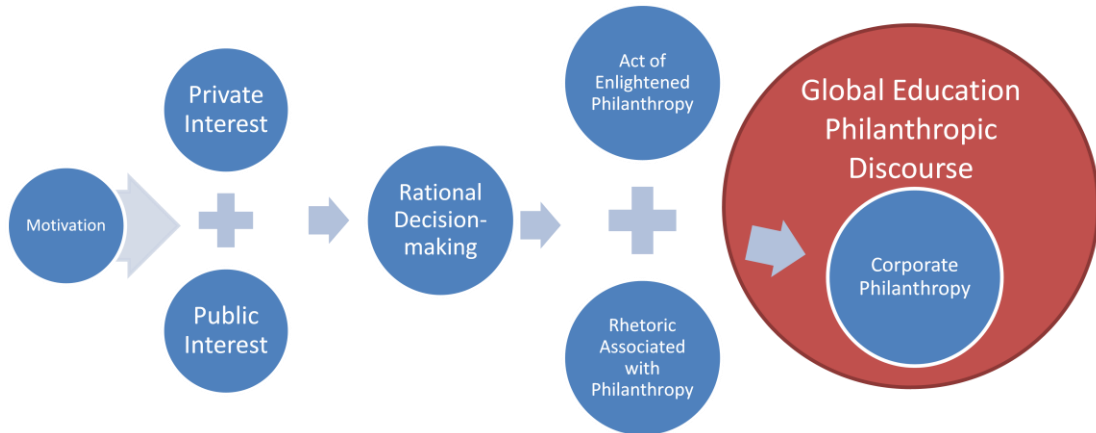 Motivation
Private
Interest
Public
Interest
Rational
Decision-
making
Act of
Enlightened
Philanthropy
Rhetoric
Associated
with
Philanthropy
Global Education
Philanthropic
Discourse
Corporate
Philanthropy